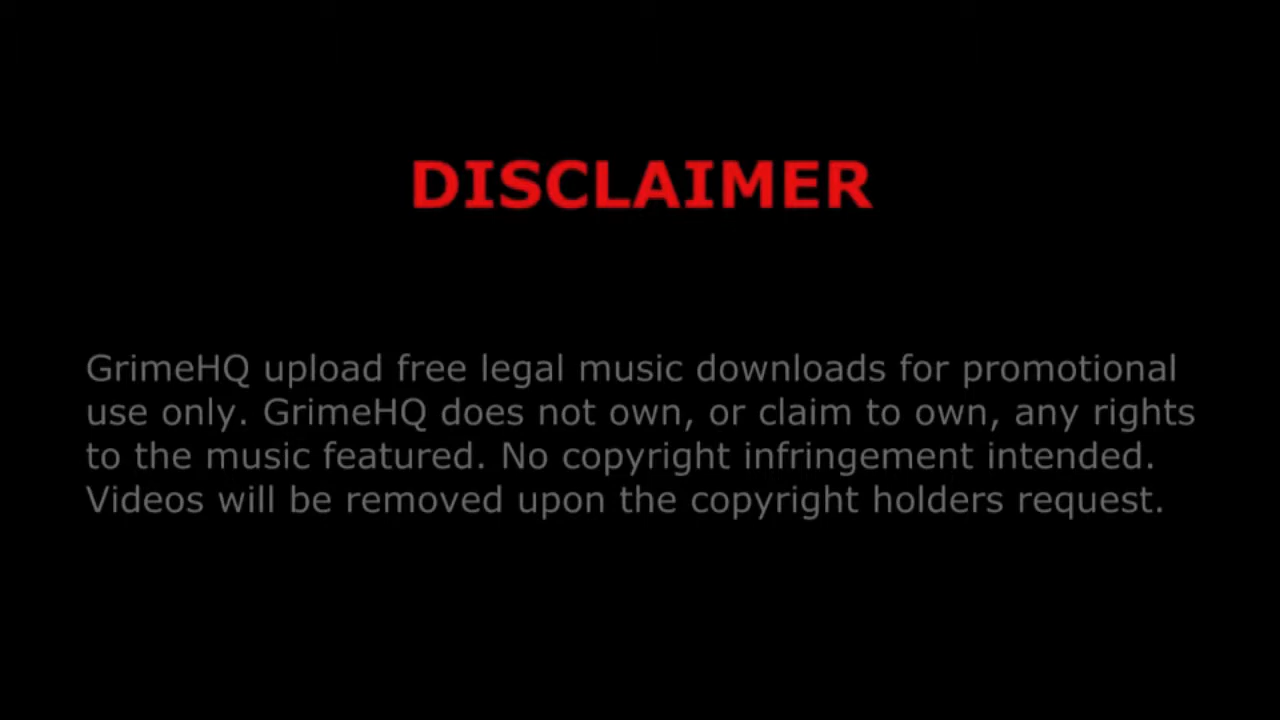 DISCLAIMER
GrimeHQ upload free legal music downloads for promotional
use only. GrimeHQ does not own, or claim to own, any rights
to the music featured. No copyright infringement intended.
Videos will be removed upon the copyright holders request.